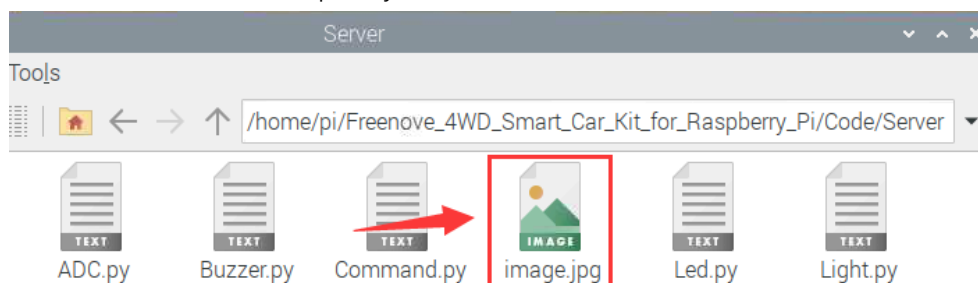 Server
Tools
/home/pi/Freenove_4WD_Smart_Car_Kit_for_Raspberry_Pi/Code/Server
TEXT TEXT TEXT IMAGE TEXT TEXT
ADC.py Buzzer.py Command.py image.jpg Led.py Light.py